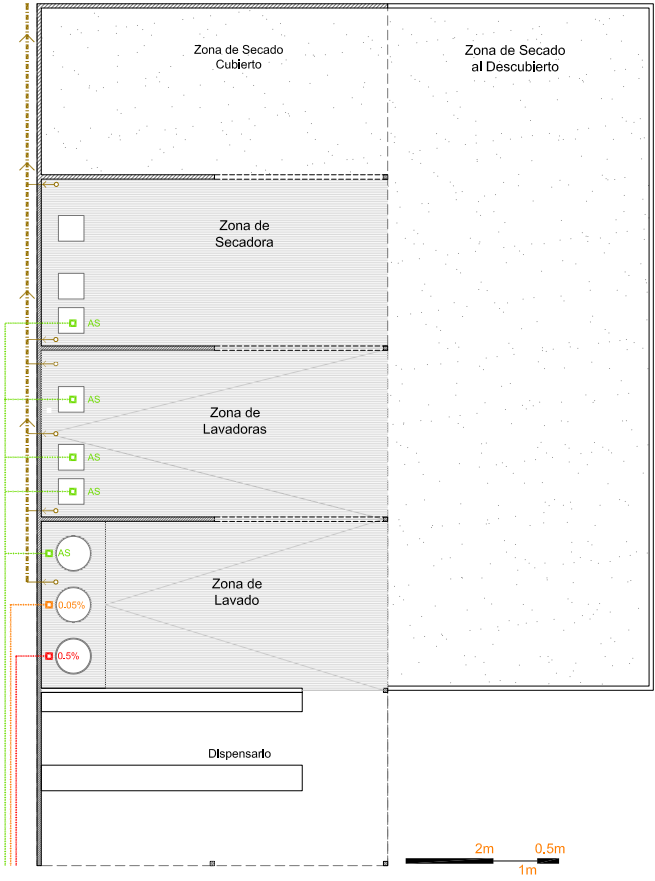 Zona de Secado
Cubierto
Zona de Secado
al Descubierto
Zona de
Secadora
AS
AS
Zona de
Lavadoras
AS
AS
AS
Zona de
Lavado
0.05%
0.5%
Dispensario
2m
0.5m
1m